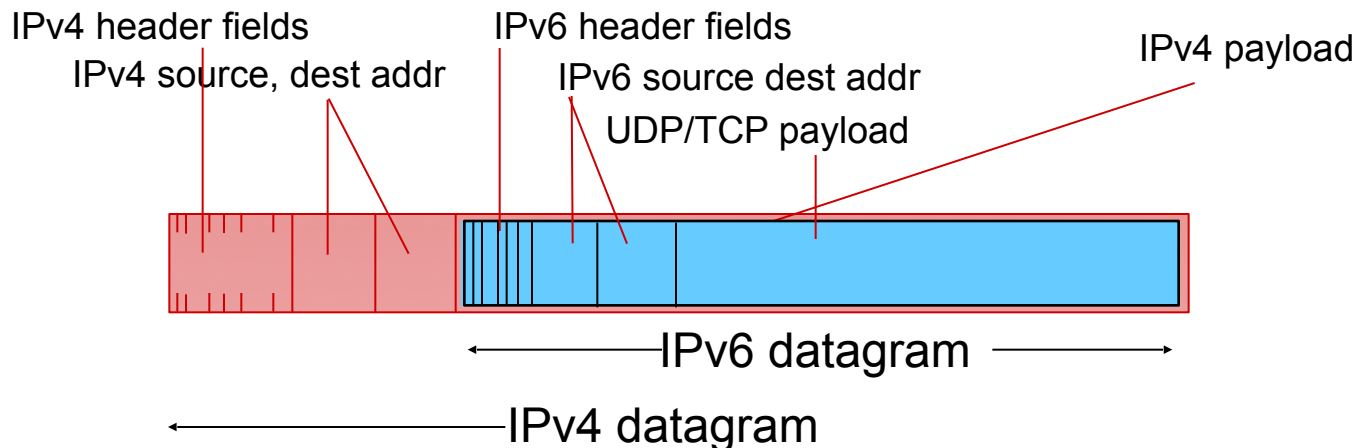 IPv4 header fields
IPv6 header fields
IPv4 payload
IPv4 source, dest addr
IPv6 source dest addr
UDP/TCP payload
IPv6 datagram
IPv4 datagram